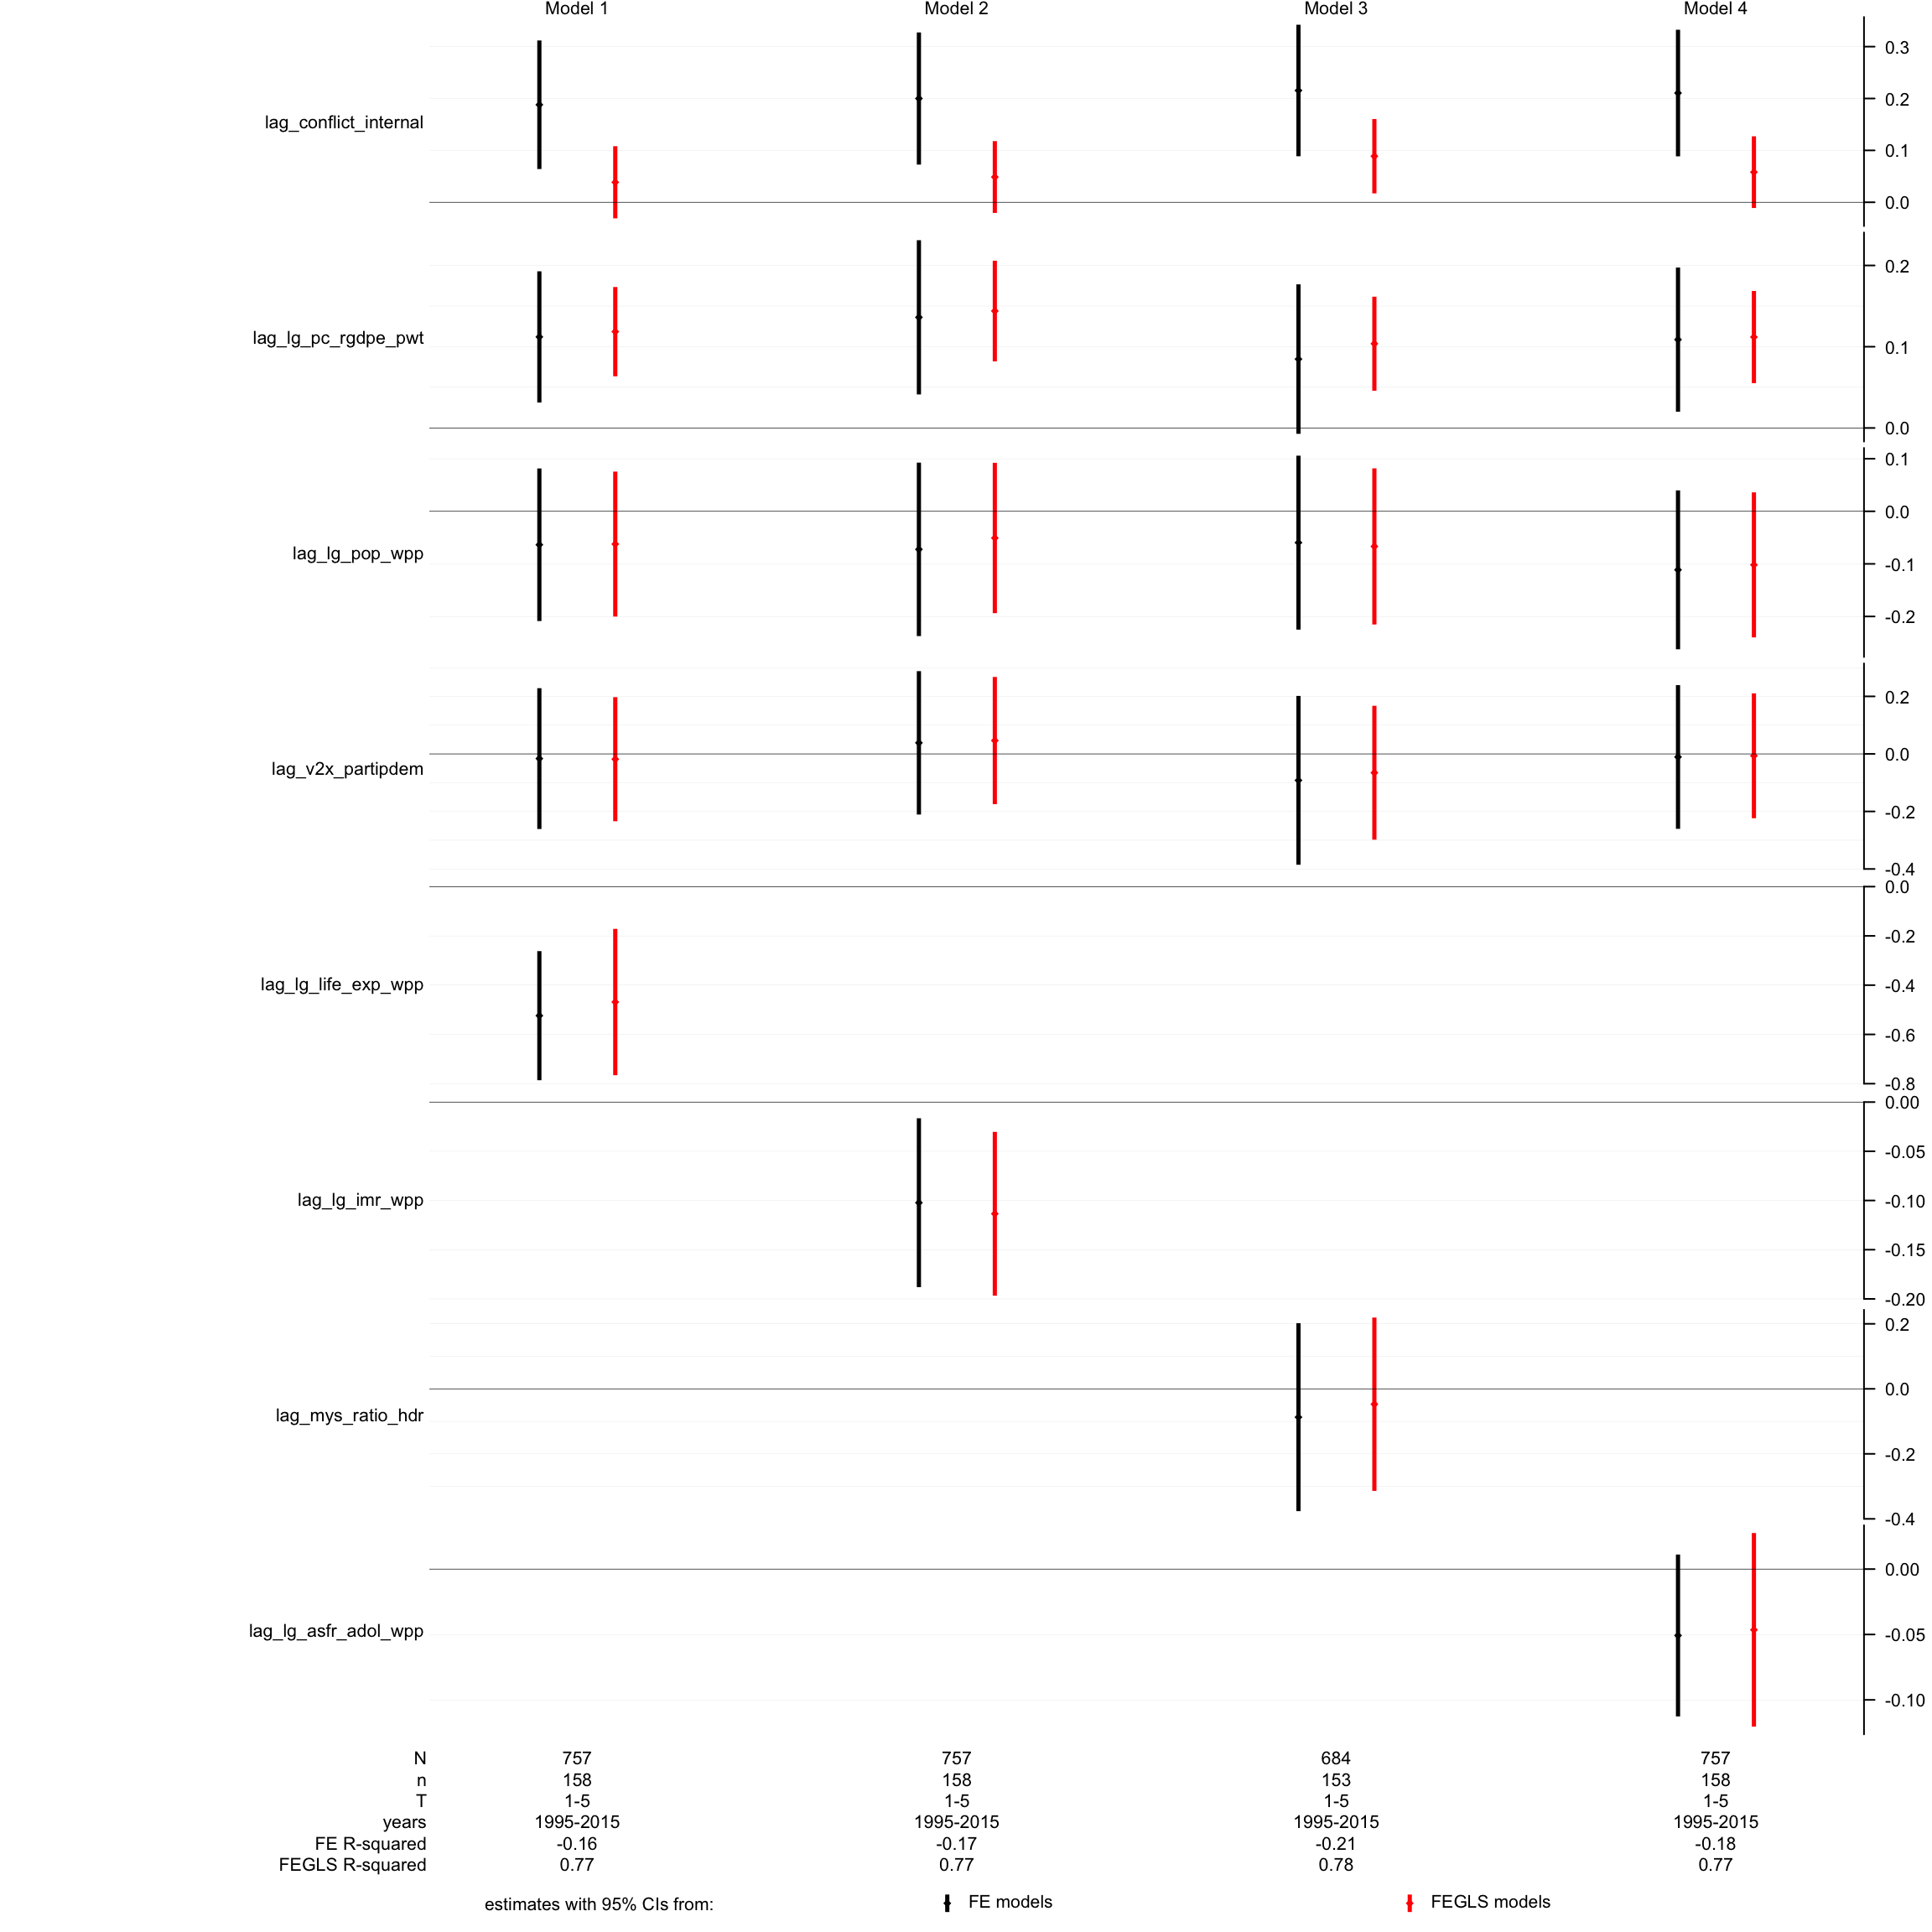 Model 1 Model 2 Model 3 Model 4
0.3
0.2
lag_conflict_internal
0.1
0.0
0.2
lag_lg_pc_rgdpe_pwt
0.1
0.0
0.1
0.0
lag_lg_pop_wpp
-0.1
-0.2
0.2
0.0
lag_v2x_partipdem
-0.2
-0.4
0.0
-0.2
lag_lg_life_exp_wpp
-0.4
-0.6
-0.8
0.00
-0.05
lag_lg_imr_wpp
-0.10
-0.15
-0.20
0.2
0.0
lag_mys_ratio_hdr
-0.2
-0.4
0.00
lag_lg_asfr_adol_wpp
-0.05
-0.10
N 757 757 684 757
n 158 158 153 158
T 1-5 1-5 1-5 1-5
years 1995-2015 1995-2015 1995-2015 1995-2015
FE R-squared -0.16 -0.17 -0.21 -0.18
FEGLS R-squared 0.77 0.77 0.78 0.77
estimates with 95% CIs from: FE models FEGLS models